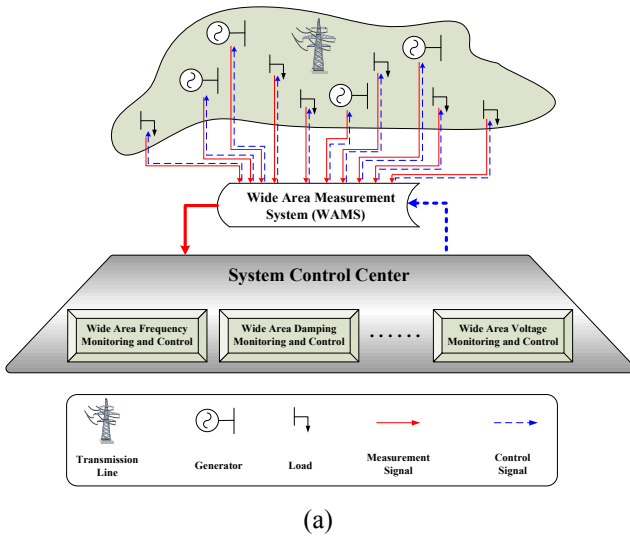 Wide Area Measurement
System (WAMS)
System Control Center
Wide Area Frequency
Monitoring and Control
Wide Area Damping
Monitoring and Control
......
Wide Area Voltage
Monitoring and Control
Transmission
Line
Generator
Load
Measurement
Signal
Control
Signal
(a)